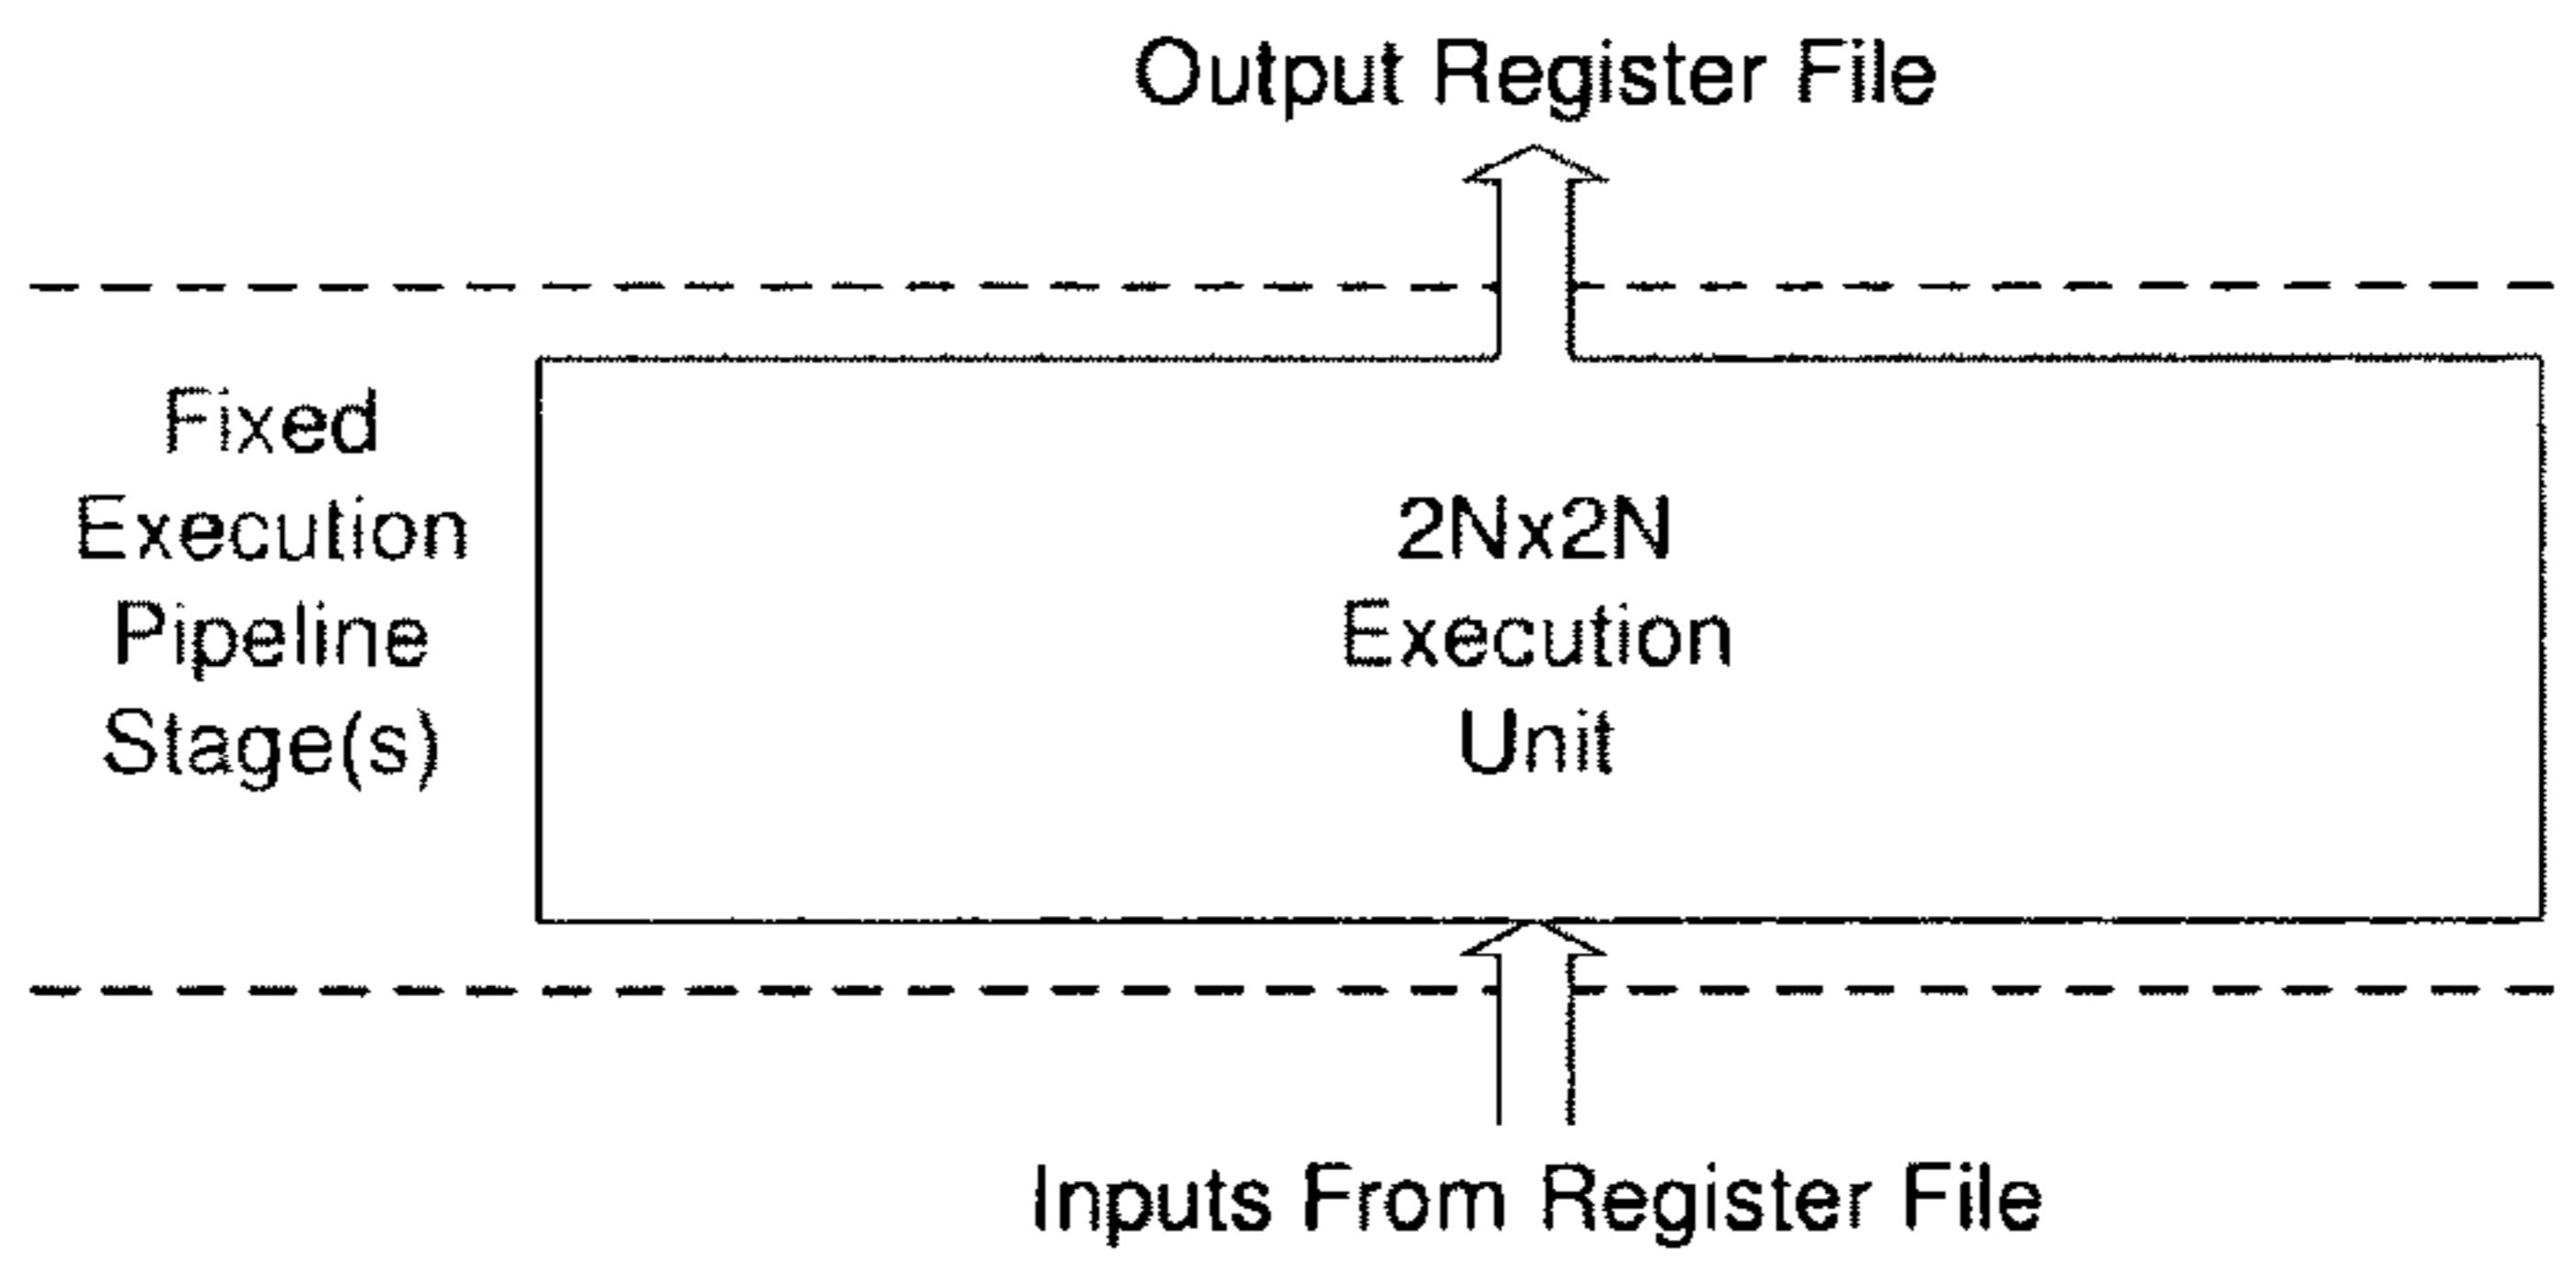 Output Register File
Fixed
Execution
Pipeline
Stage(s)
2Nx2N
Execution
Unit
Inputs From Register File